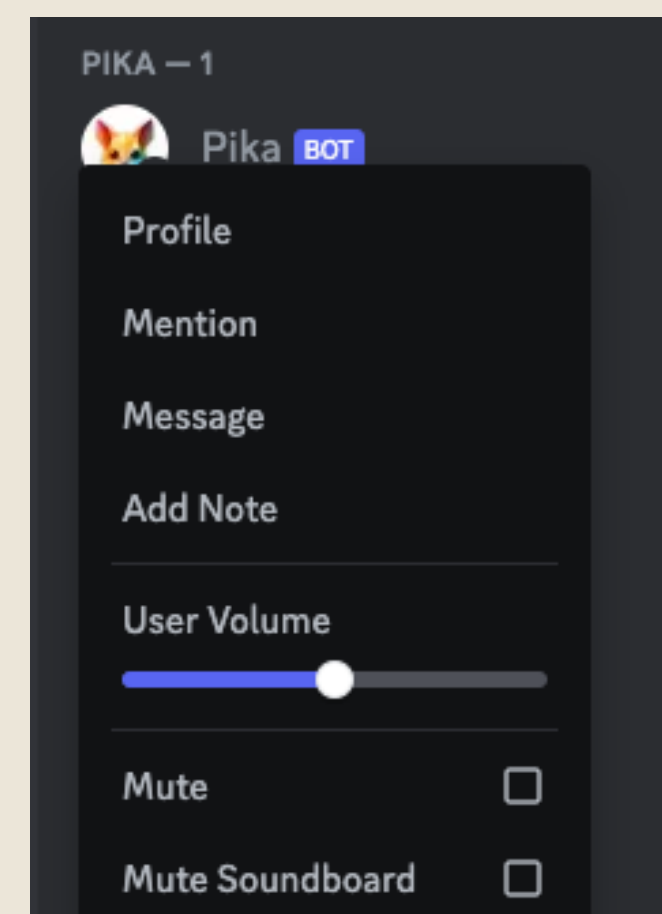 PIKA — 1
Pika BOT
Profile
Mention
Message
Add Note
User Volume
Mute
Mute Soundboard